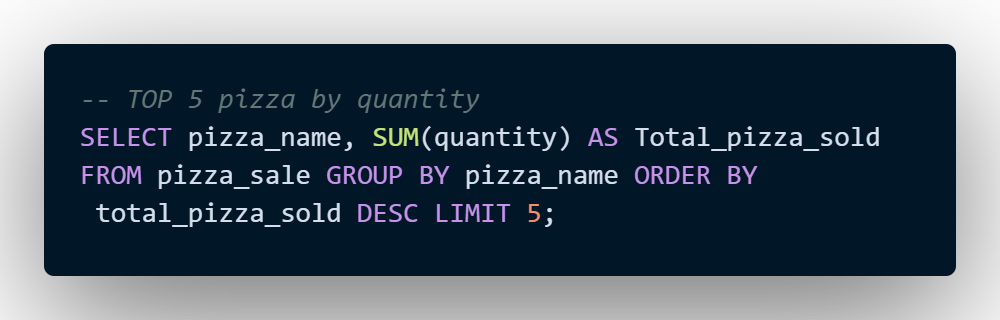 -- TOP 5 pizza by quantity
SELECT pizza_name, SUM(quantity) AS Total_pizza_sold
FROM pizza_sale GROUP BY pizza_name ORDER BY
total_pizza_sold DESC LIMIT 5;